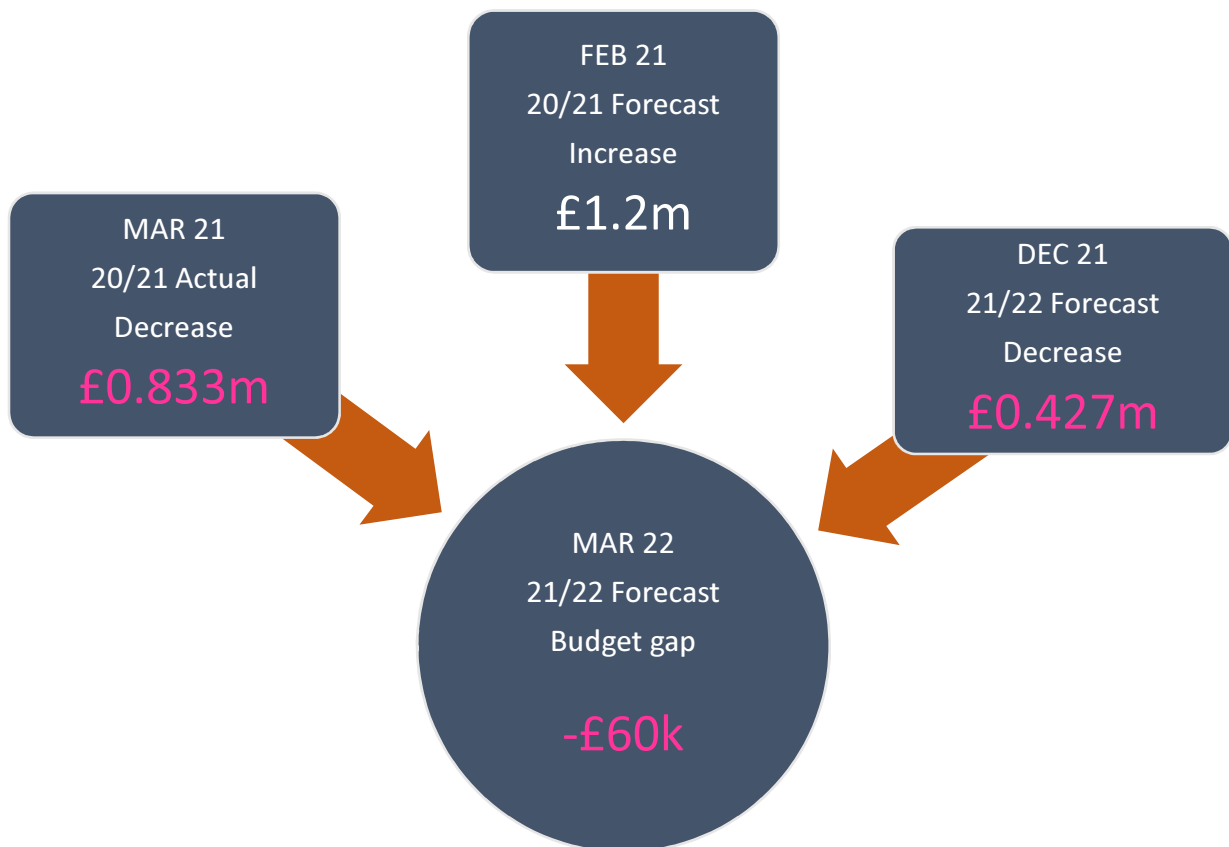 FEB 21
20/21 Forecast
Increase
£1.2m
MAR 21
20/21 Actual
Decrease
£0.833m
DEC 21
21/22 Forecast
Decrease
£0.427m
MAR 22
21/22 Forecast
Budget gap
-£60k